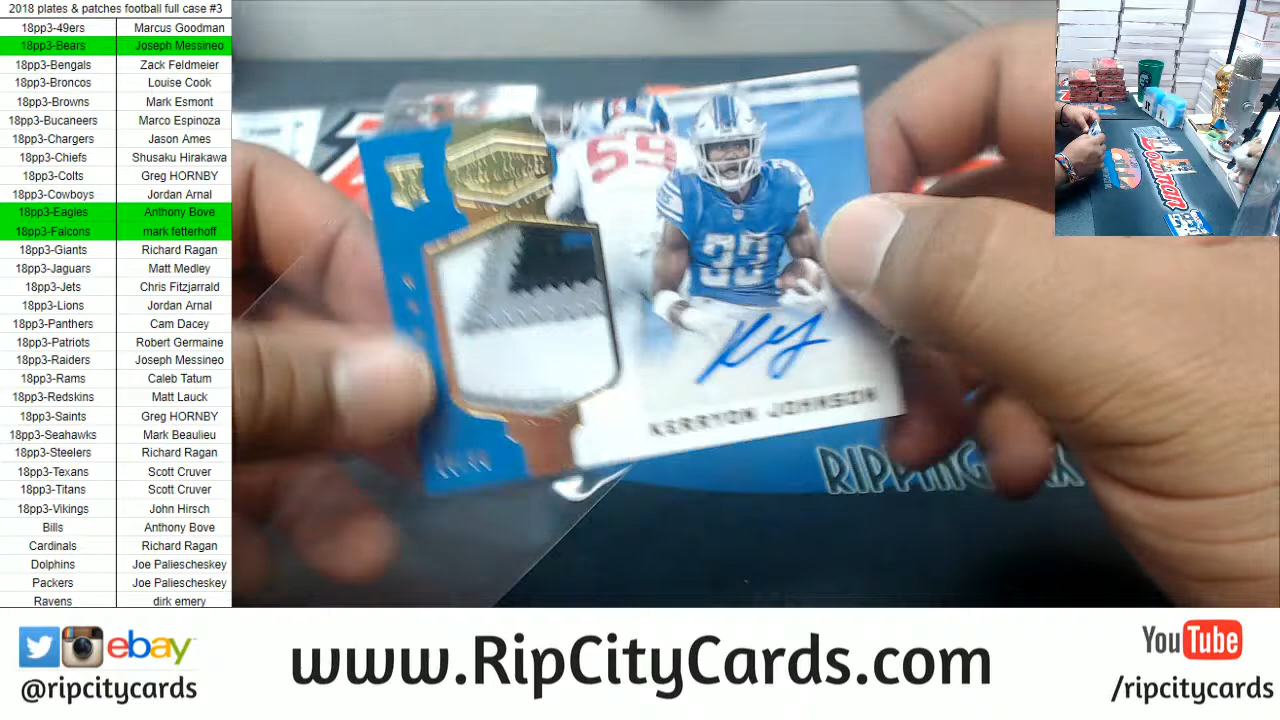 2018 plates & patches football full case #3
18pp3-49ers Marcus Goodman
18pp3-Bears Joseph Messineo
18pp3-Bengals Zack Feldmeier
18pp3-Broncos Louise Cook
18pp3-Browns Mark Esmont
18pp3-Bucaneers Marco Espinoza
18pp3-Chargers Jason Ames
18pp3-Chiefs Shusaku Hirakawa
18pp3-Colts Greg HORNBY
18pp3-Cowboys Jordan Arnal
18pp3-Eagles Anthony Bove
18pp3-Falcons mark fetterhoff
18pp3-Giants Richard Ragan
18pp3-Jaguars Matt Medley
18pp3-Jets Chris Fitzjarrald
18pp3-Lions Jordan Arnal
18pp3-Panthers Cam Dacey
18pp3-Patriots Robert Germaine
18pp3-Raiders Joseph Messineo
18pp3-Rams Caleb Tatum
18pp3-Redskins Matt Lauck
18pp3-Saints Greg HORNBY
18pp3-Seahawks Mark Beaulieu
18pp3-Steelers Richard Ragan
18pp3-Texans Scott Cruver
18pp3-Titans Scott Cruver
18pp3-Vikings John Hirsch
Bills Anthony Bove
Cardinals Richard Ragan
Dolphins Joe Paliescheskey
Packers Joe Paliescheskey
Ravens dirk emery
59
33
KERRYON JOHNSON
RIPPING
BOWMAN
ebay
@ripcitycards
www.RipCityCards.com
YouTube
/ripcitycards